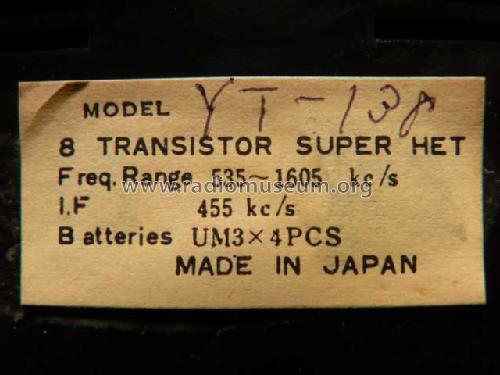 MODEL YT-138
8 TRANSISTOR SUPER HET
Freq. Range 535~1605 kc/s
www.radiomuseum.org
I.F 455 kc/s
Batteries UM3×4PCS
MADE IN JAPAN